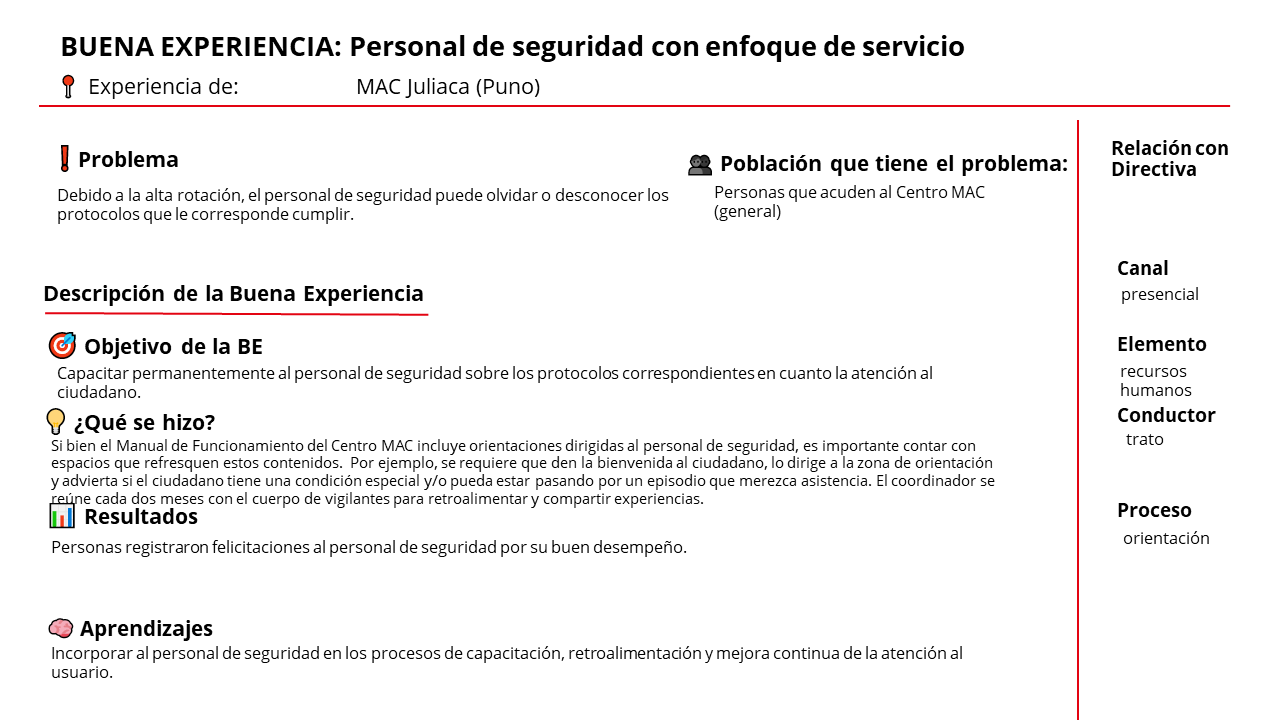 BUENA EXPERIENCIA: Personal de seguridad con enfoque de servicio
Experiencia de: MAC Juliaca (Puno)
Problema
Debido a la alta rotación, el personal de seguridad puede olvidar o desconocer los
protocolos que le corresponde cumplir.
Población que tiene el problema:
Personas que acuden al Centro MAC
(general)
Descripción de la Buena Experiencia
Objetivo de la BE
Capacitar permanentemente al personal de seguridad sobre los protocolos correspondientes en cuanto la atención al
ciudadano.
¿Qué se hizo?
Si bien el Manual de Funcionamiento del Centro MAC incluye orientaciones dirigidas al personal de seguridad, es importante contar con
espacios que refresquen estos contenidos. Por ejemplo, se requiere que den la bienvenida al ciudadano, lo dirige a la zona de orientación
y advierta si el ciudadano tiene una condición especial y/o pueda estar pasando por un episodio que merezca asistencia. El coordinador se
reúne cada dos meses con el cuerpo de vigilantes para retroalimentar y compartir experiencias.
Resultados
Personas registraron felicitaciones al personal de seguridad por su buen desempeño.
Aprendizajes
Incorporar al personal de seguridad en los procesos de capacitación, retroalimentación y mejora continua de la atención al
usuario.
Relación con
Directiva
Canal
presencial
Elemento
recursos
humanos
Conductor
trato
Proceso
orientación